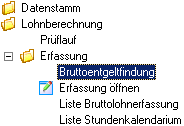 Datenstamm
Lohnberechnung
Prüflauf
Erfassung
Bruttoentgeltfindung
Erfassung öffnen
Liste Bruttolohnerfassung
Liste Stundenkalendarium